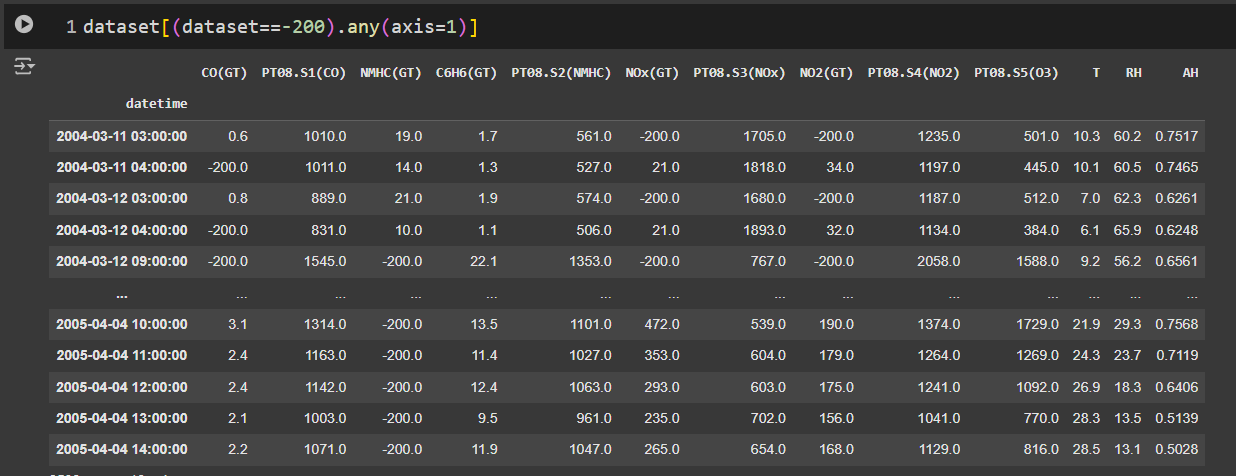 1 dataset[(dataset==-200).any(axis=1)]
CO(GT) PT08.S1(CO) NMHC(GT) C6H6(GT) PT08.S2(NMHC) NOx(GT) PT08.S3(NOx) NO2(GT) PT08.S4(NO2) PT08.S5(O3) T RH AH
datetime
2004-03-11 03:00:00 0.6 1010.0 19.0 1.7 561.0 -200.0 1705.0 -200.0 1235.0 501.0 10.3 60.2 0.7517
2004-03-11 04:00:00 -200.0 1011.0 14.0 1.3 527.0 21.0 1818.0 34.0 1197.0 445.0 10.1 60.5 0.7465
2004-03-12 03:00:00 0.8 889.0 21.0 1.9 574.0 -200.0 1680.0 -200.0 1187.0 512.0 7.0 62.3 0.6261
2004-03-12 04:00:00 -200.0 831.0 10.0 1.1 506.0 21.0 1893.0 32.0 1134.0 384.0 6.1 65.9 0.6248
2004-03-12 09:00:00 -200.0 1545.0 -200.0 22.1 1353.0 -200.0 767.0 -200.0 2058.0 1588.0 9.2 56.2 0.6561
... ... ... ... ... ... ... ... ... ... ... ... ... ...
2005-04-04 10:00:00 3.1 1314.0 -200.0 13.5 1101.0 472.0 539.0 190.0 1374.0 1729.0 21.9 29.3 0.7568
2005-04-04 11:00:00 2.4 1163.0 -200.0 11.4 1027.0 353.0 604.0 179.0 1264.0 1269.0 24.3 23.7 0.7119
2005-04-04 12:00:00 2.4 1142.0 -200.0 12.4 1063.0 293.0 603.0 175.0 1241.0 1092.0 26.9 18.3 0.6406
2005-04-04 13:00:00 2.1 1003.0 -200.0 9.5 961.0 235.0 702.0 156.0 1041.0 770.0 28.3 13.5 0.5139
2005-04-04 14:00:00 2.2 1071.0 -200.0 11.9 1047.0 265.0 654.0 168.0 1129.0 816.0 28.5 13.1 0.5028